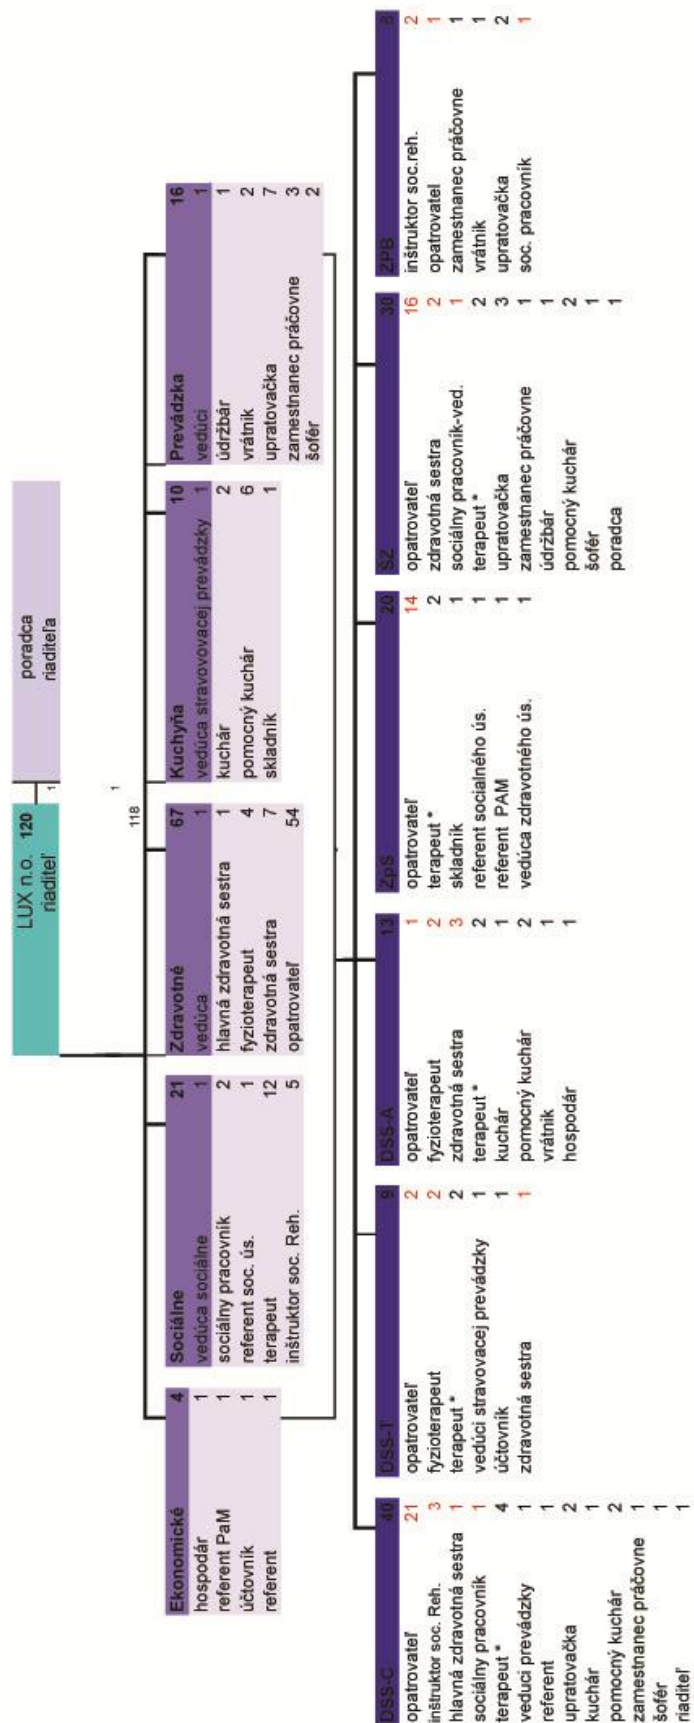 LUX n.o. 120
riaditeľ 1
poradca
riaditeľa
1
118
Ekonomické 4
hospodár 1
referent PaM 1
účtovník 1
referent 1
Sociálne 21
vedúca sociálne 1
sociálny pracovník 2
referent soc. ús. 1
terapeut 12
inštruktor soc. Reh. 5
Zdravotné 67
vedúca 1
hlavná zdravotná sestra 1
fyzioterapeut 4
zdravotná sestra 7
opatrovateľ 54
Kuchyňa 10
vedúca stravovovacej prevádzky 1
kuchár 2
pomocný kuchár 6
skladník 1
Prevádzka 16
vedúci 1
údržbár 1
vrátnik 2
upratovačka 7
zamestnanec práčovne 3
šofér 2
DSS-C 40
opatrovateľ 21
inštruktor soc. Reh. 3
hlavná zdravotná sestra 1
sociálny pracovník 1
terapeut * 4
veduci prevádzky 1
referent 1
upratovačka 2
kuchár 1
pomocný kuchár 2
zamestnanec práčovne 1
šofér 1
riaditeľ 1
DSS-T 9
opatrovateľ 2
fyzioterapeut 2
terapeut * 2
vedúci stravovacej prevádzky 1
účtovník 1
zdravotná sestra 1
DSS-A 13
opatrovateľ 1
fyzioterapeut 2
zdravotná sestra 3
terapeut * 2
kuchár 1
pomocný kuchár 2
vrátnik 1
hospodár 1
ZpS 20
opatrovateľ 14
terapeut * 2
skladník 1
referent socialného ús. 1
referent PAM 1
vedúca zdravotného ús. 1
ŠZ 30
opatrovateľ 16
zdravotná sestra 2
sociálny pracovník-ved. 1
terapeut * 2
upratovačka 3
zamestnanec práčovne 1
údržbár 1
pomocný kuchár 2
šofér 1
poradca 1
ZPB 8
inštruktor soc.reh. 2
opatrovatel 1
zamestnanec práčovne 1
vrátnik 1
upratovačka 2
soc. pracovník 1